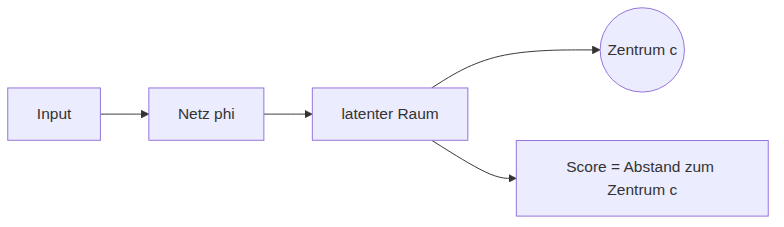 Input
Netz phi
latenter Raum
Zentrum c
Score = Abstand zum
Zentrum c